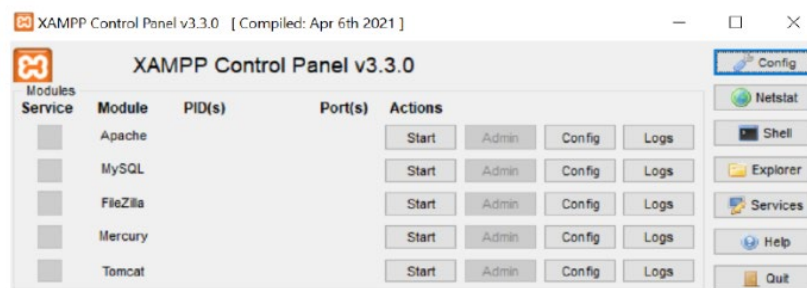 XAMPP Control Panel v3.3.0 [ Compiled: Apr 6th 2021 ]
XAMPP Control Panel v3.3.0
Config
Modules
Service Module PID(s) Port(s) Actions
Netstat
Apache Start Admin Config Logs
Shell
MySQL Start Admin Config Logs
Explorer
FileZilla Start Admin Config Logs
Services
Mercury Start Admin Config Logs
Help
Tomcat Start Admin Config Logs
Quit